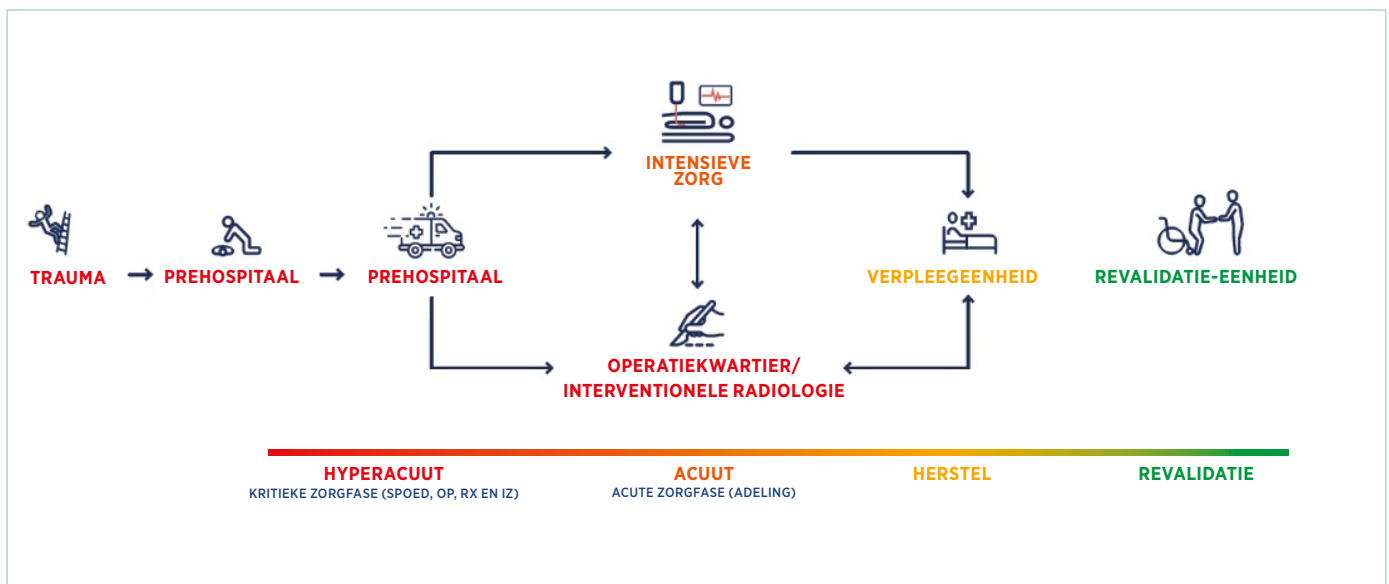 INTENSIEVE
ZORG
TRAUMA
PREHOSPITAAL
PREHOSPITAAL
VERPLEEGEENHEID
REVALIDATIE-EENHEID
OPERATIEKWARTIER/
INTERVENTIONELE RADIOLOGIE
HYPERACUUT
KRITIEKE ZORGFASE (SPOED, OP, RX EN IZ)
ACUUT
ACUTE ZORGFASE (ADELING)
HERSTEL
REVALIDATIE